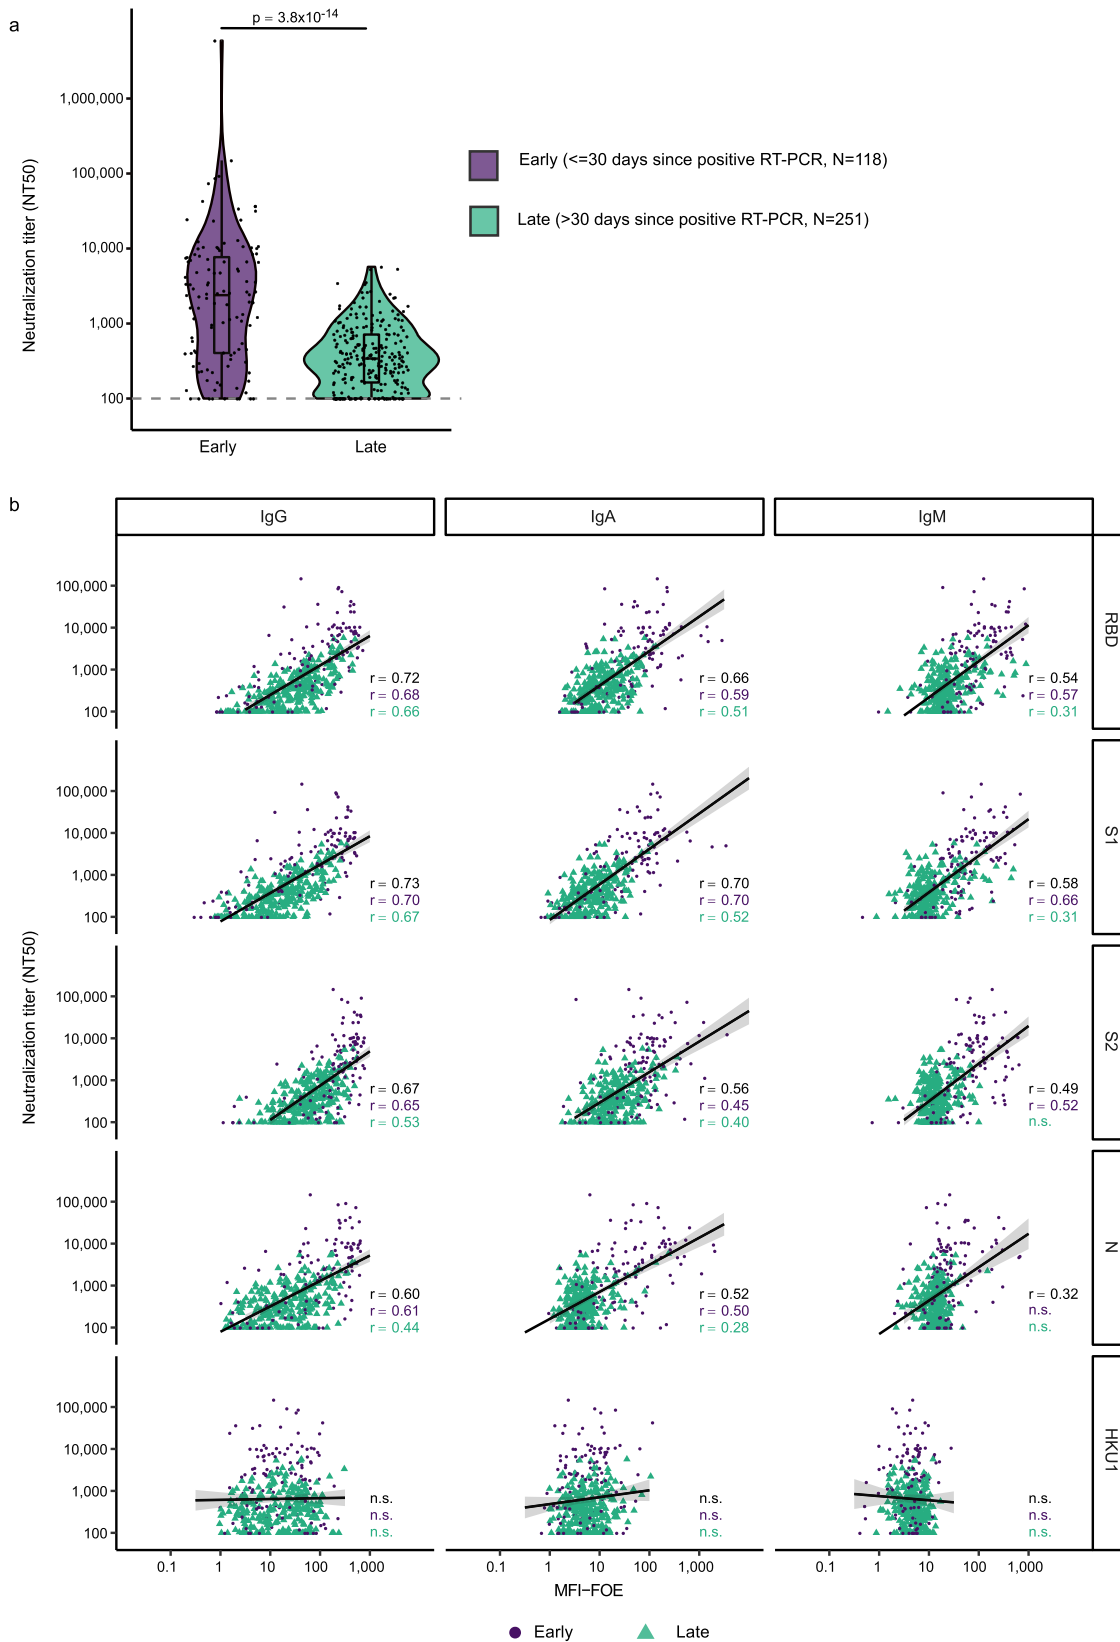 a
p = 3.8x10-14
1,000,000
100,000
10,000
1,000
100
Neutralization titer (NT50)
Early
Late
Early (<=30 days since positive RT-PCR, N=118)
Late (>30 days since positive RT-PCR, N=251)
b
IgG
IgA
IgM
Neutralization titer (NT50)
100,000
10,000
1,000
100
r = 0.72
r = 0.68
r = 0.66
r = 0.66
r = 0.59
r = 0.51
r = 0.54
r = 0.57
r = 0.31
RBD
100,000
10,000
1,000
100
r = 0.73
r = 0.70
r = 0.67
r = 0.70
r = 0.70
r = 0.52
r = 0.58
r = 0.66
r = 0.31
S1
100,000
10,000
1,000
100
r = 0.67
r = 0.65
r = 0.53
r = 0.56
r = 0.45
r = 0.40
r = 0.49
r = 0.52
n.s.
S2
100,000
10,000
1,000
100
r = 0.60
r = 0.61
r = 0.44
r = 0.52
r = 0.50
r = 0.28
r = 0.32
n.s.
n.s.
N
100,000
10,000
1,000
100
n.s.
n.s.
n.s.
n.s.
n.s.
n.s.
n.s.
n.s.
n.s.
HKU1
0.1 1 10 100 1,000
0.1 1 10 100 1,000
0.1 1 10 100 1,000
MFI−FOE
Early
Late